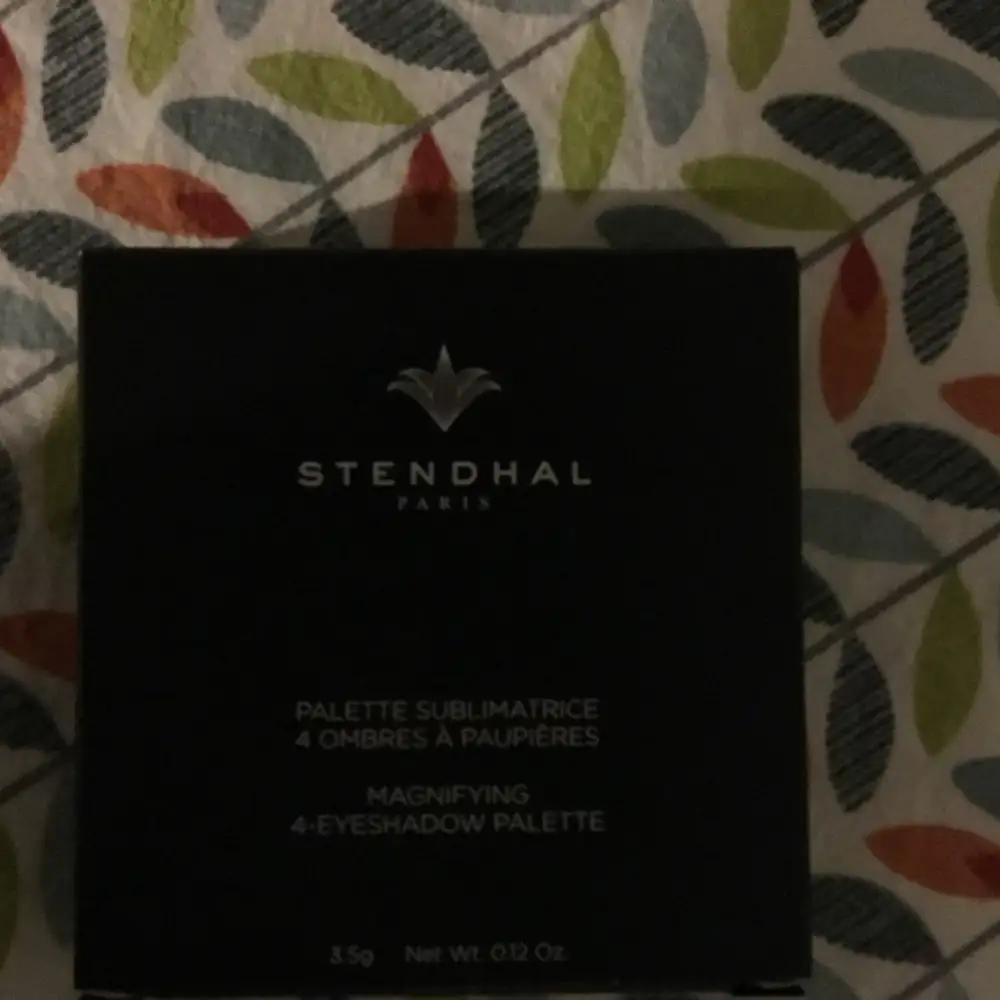 STENDHAL
PARIS
PALETTE SUBLIMATRICE
4 OMBRES À PAUPIÈRES
MAGNIFYING
4-EYESHADOW PALETTE
3.5g Net Wt. 0.12 Oz.